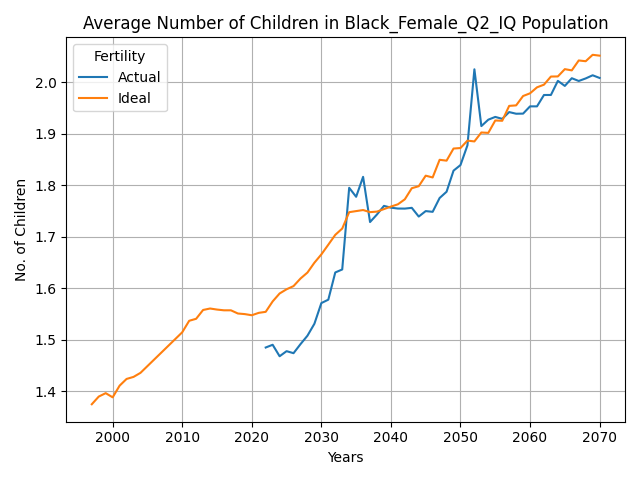 Average Number of Children in Black_Female_Q2_IQ Population
Fertility
Actual
Ideal
No. of Children
2.0
1.9
1.8
1.7
1.6
1.5
1.4
2000 2010 2020 2030 2040 2050 2060 2070
Years